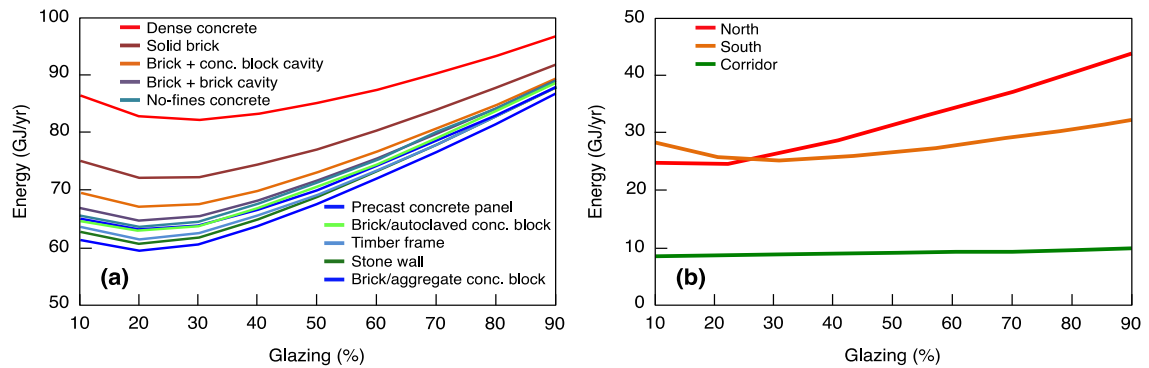 100
90
80
70
60
50
Energy (GJ/yr)
Dense concrete
Solid brick
Brick + conc. block cavity
Brick + brick cavity
No-fines concrete
Precast concrete panel
Brick/autoclaved conc. block
Timber frame
Stone wall
Brick/aggregate conc. block
(a)
10 20 30 40 50 60 70 80 90
Glazing (%)
50
40
30
20
10
0
Energy (GJ/yr)
North
South
Corridor
(b)
10 20 30 40 50 60 70 80 90
Glazing (%)